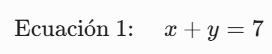 Ecuación 1: x + y = 7